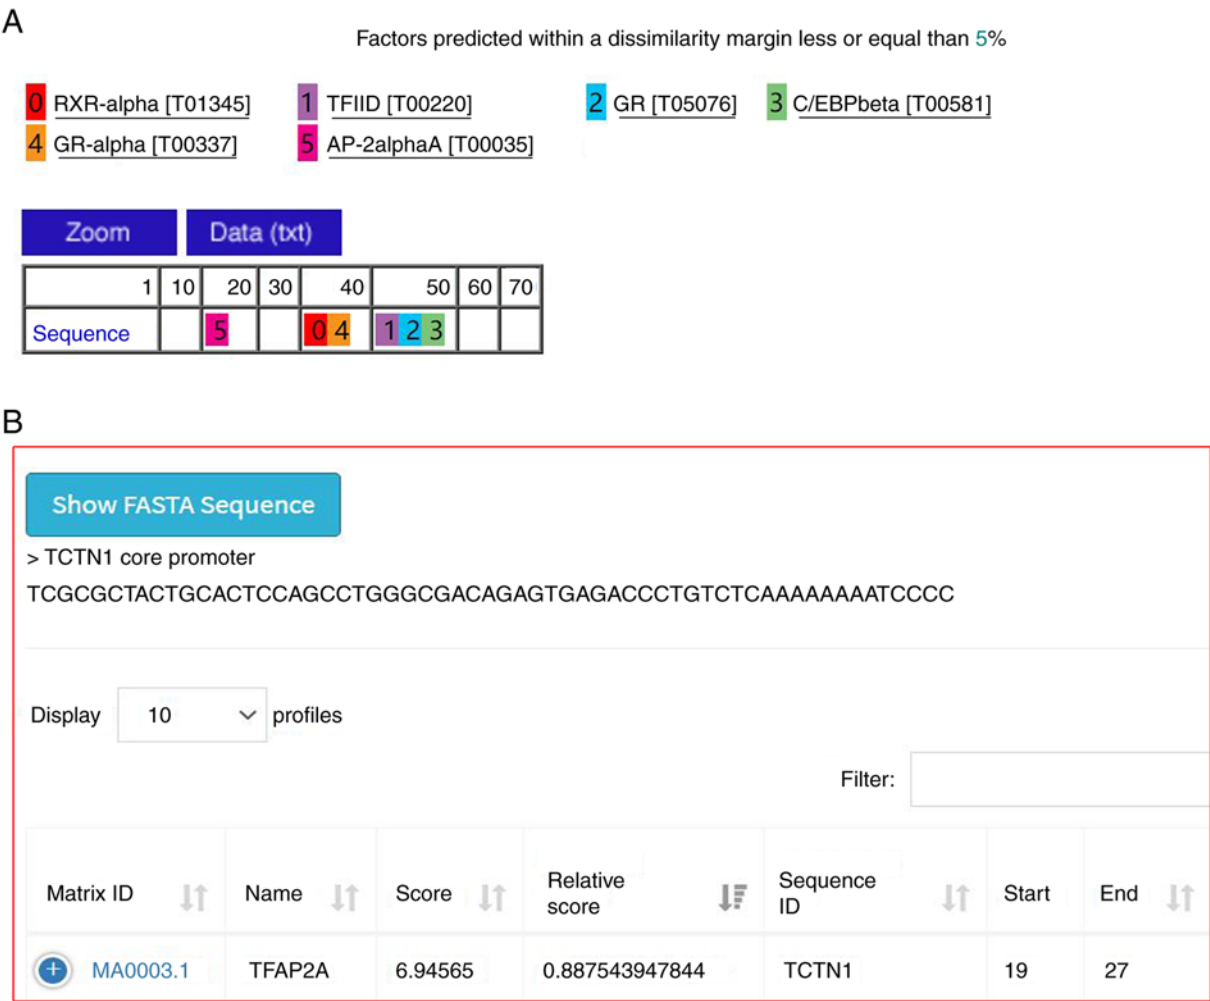 A
Factors predicted within a dissimilarity margin less or equal than 5%
0 RXR-alpha [T01345] 1 TFIID [T00220] 2 GR [T05076] 3 C/EBPbeta [T00581]
4 GR-alpha [T00337] 5 AP-2alphaA [T00035]
Zoom Data (txt)
1 10 20 30 40 50 60 70
Sequence 5 0 4 1 2 3
B
Show FASTA Sequence
> TCTN1 core promoter
TCGCGCTACTGCACTCCAGCCTGGGCGACAGAGTGAGACCCTGTCTCAAAAAAAATCCCC
Display 10 profiles
Filter:
Matrix ID Name Score Relative score Sequence ID Start End
MA0003.1 TFAP2A 6.94565 0.887543947844 TCTN1 19 27